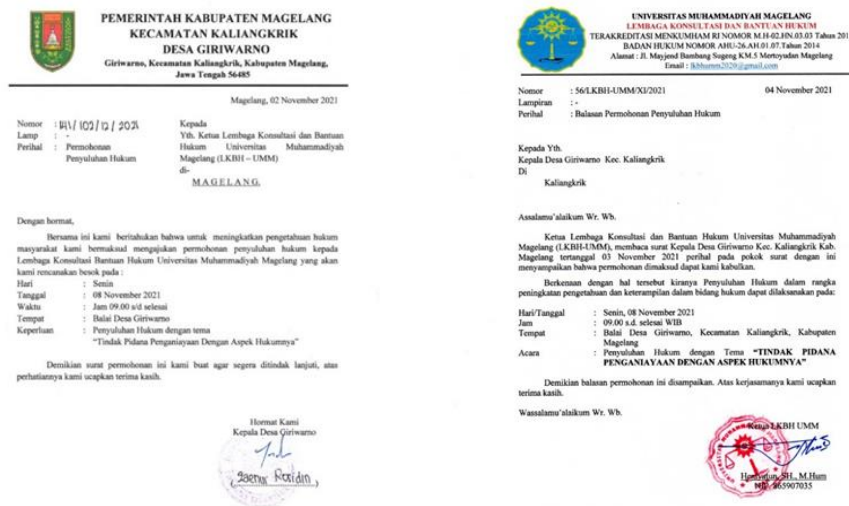 PEMERINTAH KABUPATEN MAGELANG
KECAMATAN KALIANGKRIK
DESA GIRIWARNO
Giriwarno, Kecamatan Kaliangkrik, Kabupaten Magelang,
Jawa Tengah 56485
Magelang, 02 November 2021
Nomor : 141/102/12/2021
Lamp : -
Perihal : Permohonan
Penyuluhan Hukum
Kepada
Yth. Ketua Lembaga Konsultasi dan Bantuan
Hukum Universitas Muhammadiyah
Magelang (LKBH – UMM)
di-
MAGELANG.
Dengan hormat,
Bersama ini kami beritahukan bahwa untuk meningkatkan pengetahuan hukum
masyarakat kami bermaksud mengajukan permohonan penyuluhan hukum kepada
Lembaga Konsultasi Bantuan Hukum Universitas Muhammadiyah Magelang yang akan
kami rencanakan besok pada :
Hari : Senin
Tanggal : 08 November 2021
Waktu : Jam 09.00 s/d selesai
Tempat : Balai Desa Giriwarno
Keperluan : Penyuluhan Hukum dengan tema
“Tindak Pidana Penganiayaan Dengan Aspek Hukumnya”
Demikian surat permohonan ini kami buat agar segera ditindak lanjuti, atas
perhatiannya kami ucapkan terima kasih.
Hormat Kami
Kepala Desa Giriwarno
UNIVERSITAS MUHAMMADIYAH MAGELANG
LEMBAGA KONSULTASI DAN BANTUAN HUKUM
TERAKREDITASI MENKUMHAM RI NOMOR M.H-02.HN.03.03 Tahun 201
BADAN HUKUM NOMOR AHU-26.AH.01.07.Tahun 2014
Alamat : Jl. Mayjend Bambang Sugeng KM.5 Mertoyudan Magelang
Email : lkbhumm2020@gmail.com
Nomor : 56/LKBH-UMM/XI/2021
04 November 2021
Lampiran : -
Perihal : Balasan Permohonan Penyuluhan Hukum
Kepada Yth.
Kepala Desa Giriwarno Kec. Kaliangkrik
Di
Kaliangkrik
Assalamu’alaikum Wr. Wb.
Ketua Lembaga Konsultasi dan Bantuan Hukum Universitas Muhammadiyah
Magelang (LKBH-UMM), membaca surat Kepala Desa Giriwarno Kec. Kaliangkrik Kab.
Magelang tertanggal 03 November 2021 perihal pada pokok surat dengan ini
menyampaikan bahwa permohonan dimaksud dapat kami kabulkan.
Berkenaan dengan hal tersebut kiranya Penyuluhan Hukum dalam rangka
peningkatan pengetahuan dan keterampilan dalam bidang hukum dapat dilaksanakan pada:
Hari/Tanggal : Senin, 08 November 2021
Jam : 09.00 s.d. selesai WIB
Tempat : Balai Desa Giriwarno, Kecamatan Kaliangkrik, Kabupaten
Magelang
Acara : Penyuluhan Hukum dengan Tema “TINDAK PIDANA
PENGANIAYAAN DENGAN ASPEK HUKUMNYA”
Demikian balasan permohonan ini disampaikan. Atas kerjasamanya kami ucapkan
terima kasih.
Wassalamu’alaikum Wr. Wb.
Ketua LKBH UMM
SH., M.Hum
865907035